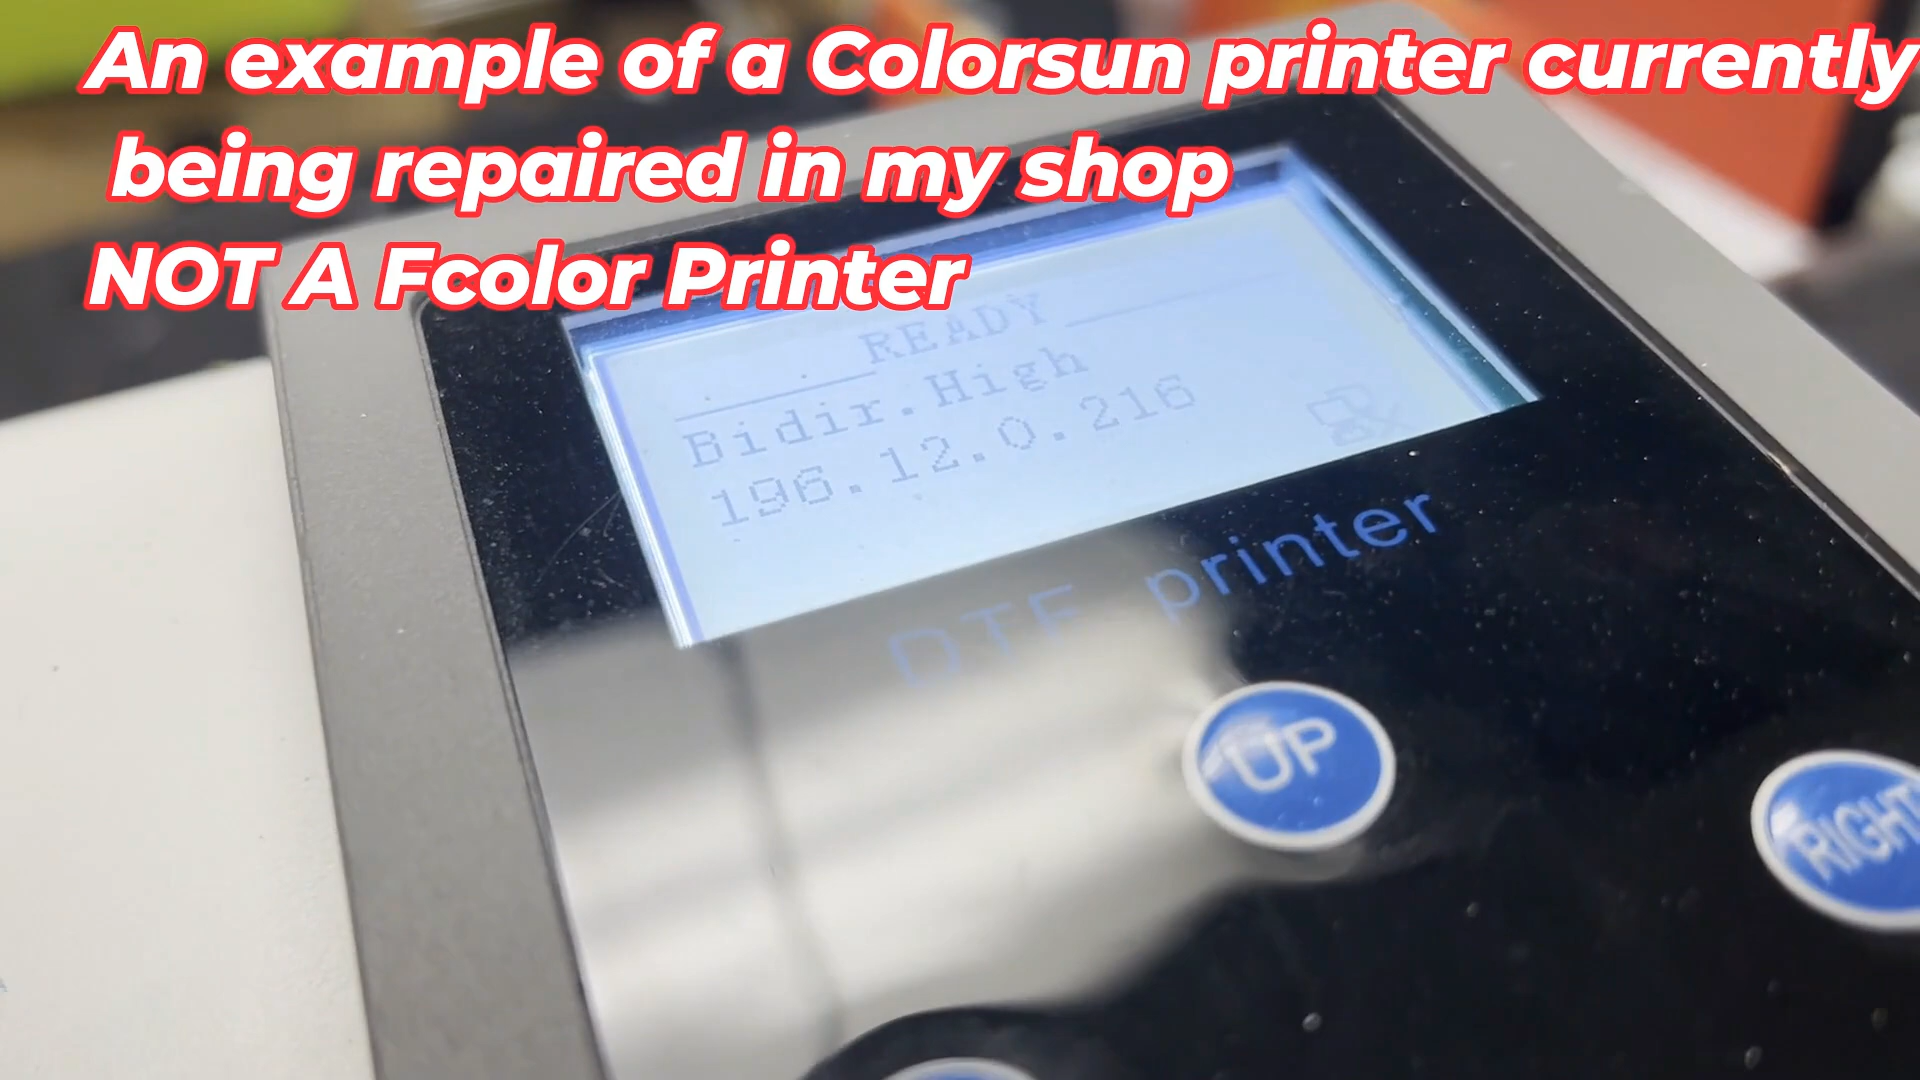 An example of a Colorsun printer currently
being repaired in my shop
NOT A Fcolor Printer
READY
Bidir.High
196.12.0.216
DTF printer
UP
RIGHT